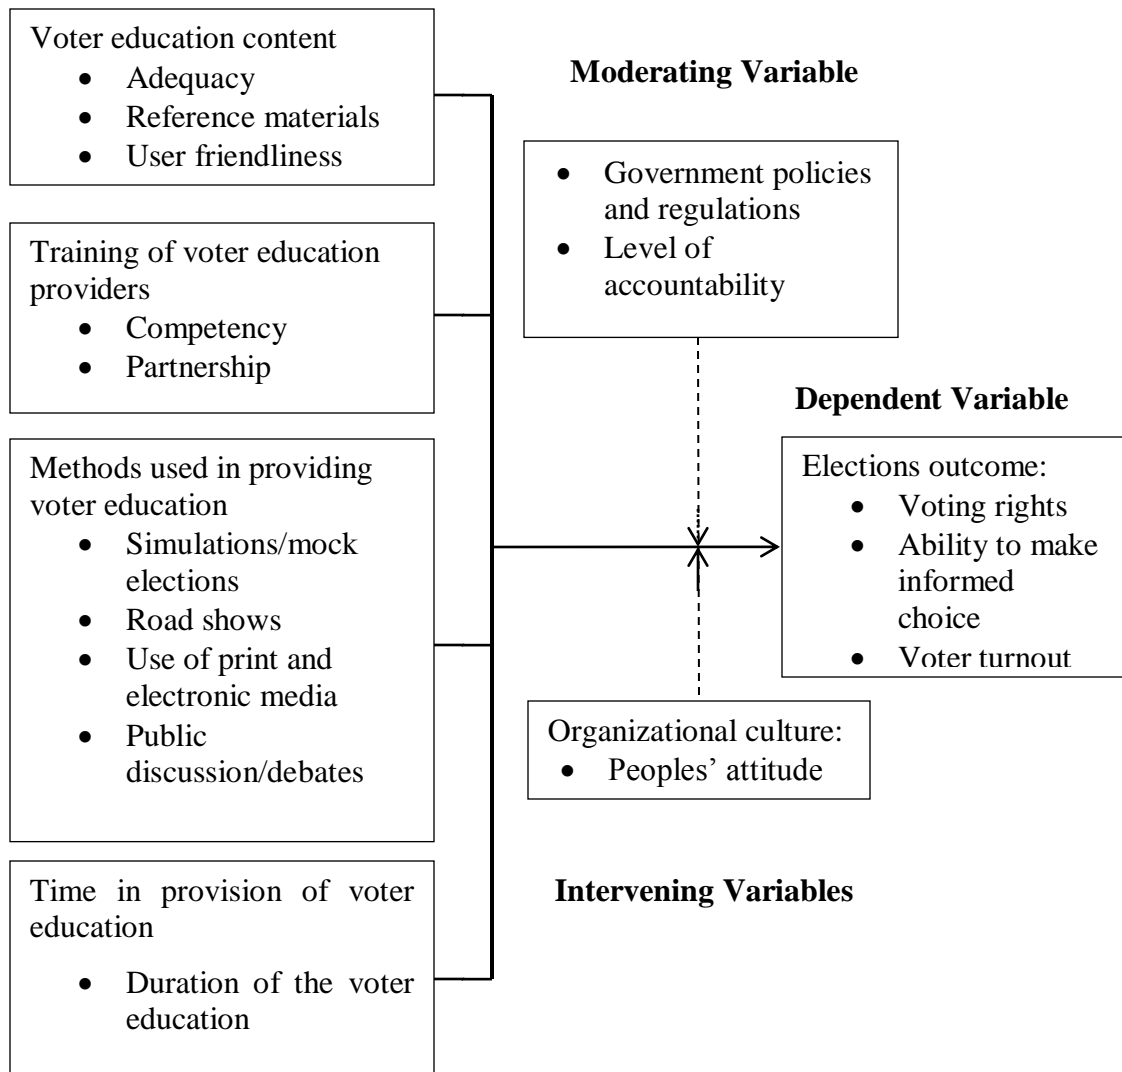 Voter education content
• Adequacy
• Reference materials
• User friendliness
Training of voter education
providers
• Competency
• Partnership
Methods used in providing
voter education
• Simulations/mock
elections
• Road shows
• Use of print and
electronic media
• Public
discussion/debates
Time in provision of voter
education
• Duration of the voter
education
Moderating Variable
• Government policies
and regulations
• Level of
accountability
Dependent Variable
Elections outcome:
• Voting rights
• Ability to make
informed
choice
• Voter turnout
Organizational culture:
• Peoples’ attitude
Intervening Variables